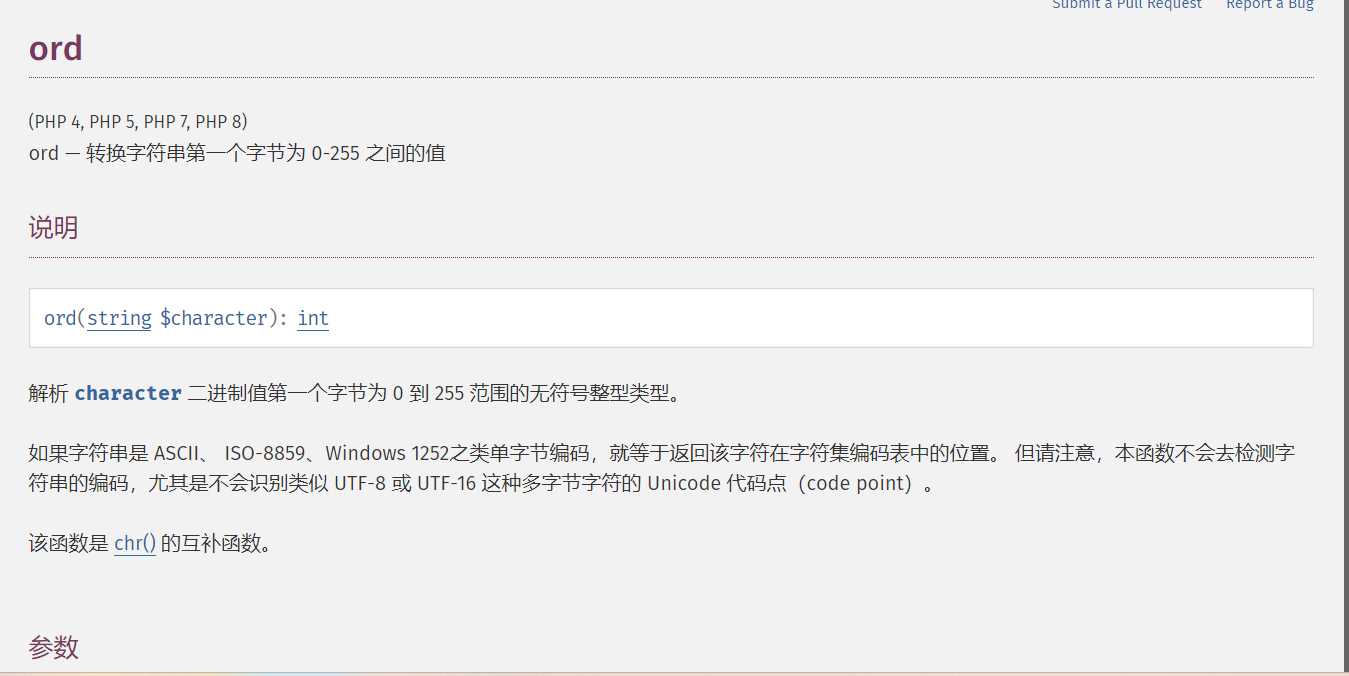 Submit a Pull Request Report a Bug
ord
(PHP 4, PHP 5, PHP 7, PHP 8)
ord — 转换字符串第一个字节为 0-255 之间的值
说明
ord(string $character): int
解析 character 二进制值第一个字节为 0 到 255 范围的无符号整型类型。
如果字符串是 ASCII、 ISO-8859、Windows 1252之类单字节编码，就等于返回该字符在字符集编码表中的位置。 但请注意，本函数不会去检测字
符串的编码，尤其是不会识别类似 UTF-8 或 UTF-16 这种多字节字符的 Unicode 代码点（code point）。
该函数是 chr() 的互补函数。
参数